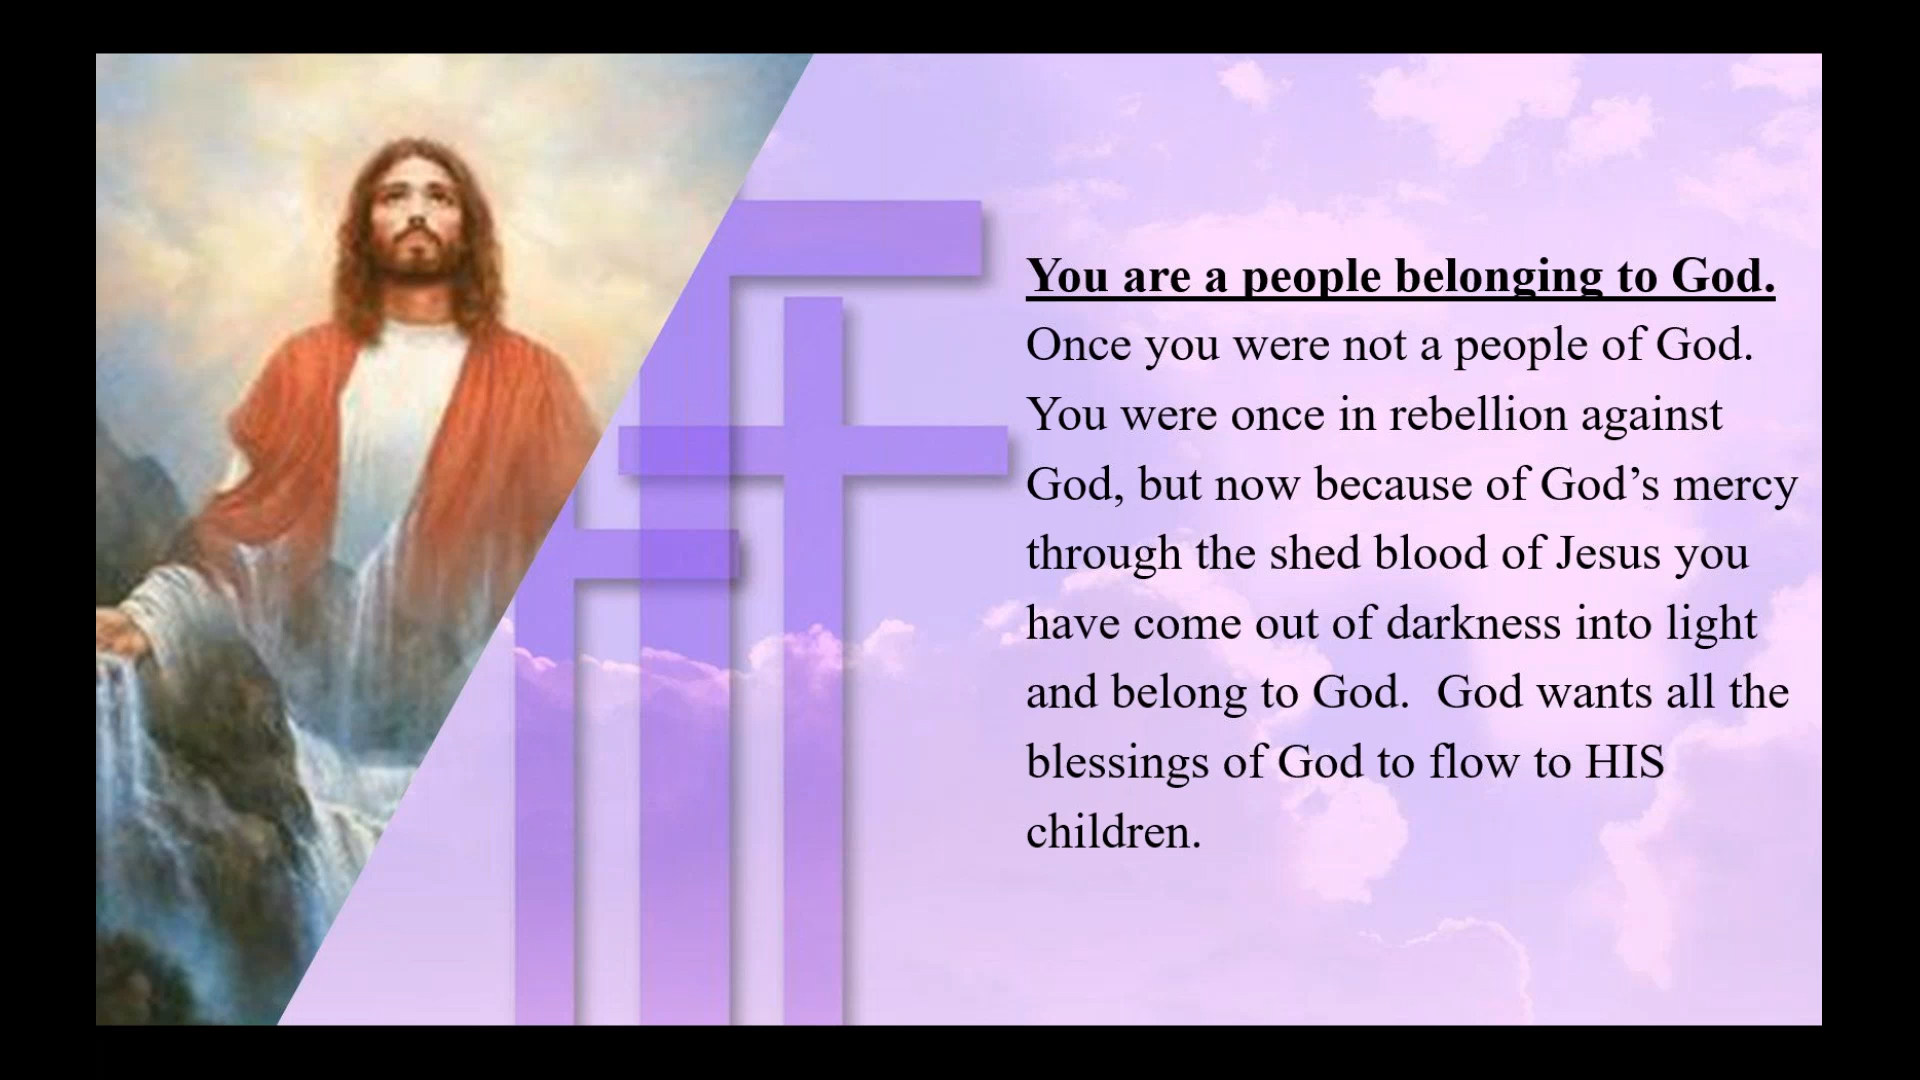 You are a people belonging to God.
Once you were not a people of God.
You were once in rebellion against
God, but now because of God’s mercy
through the shed blood of Jesus you
have come out of darkness into light
and belong to God.  God wants all the
blessings of God to flow to HIS
children.